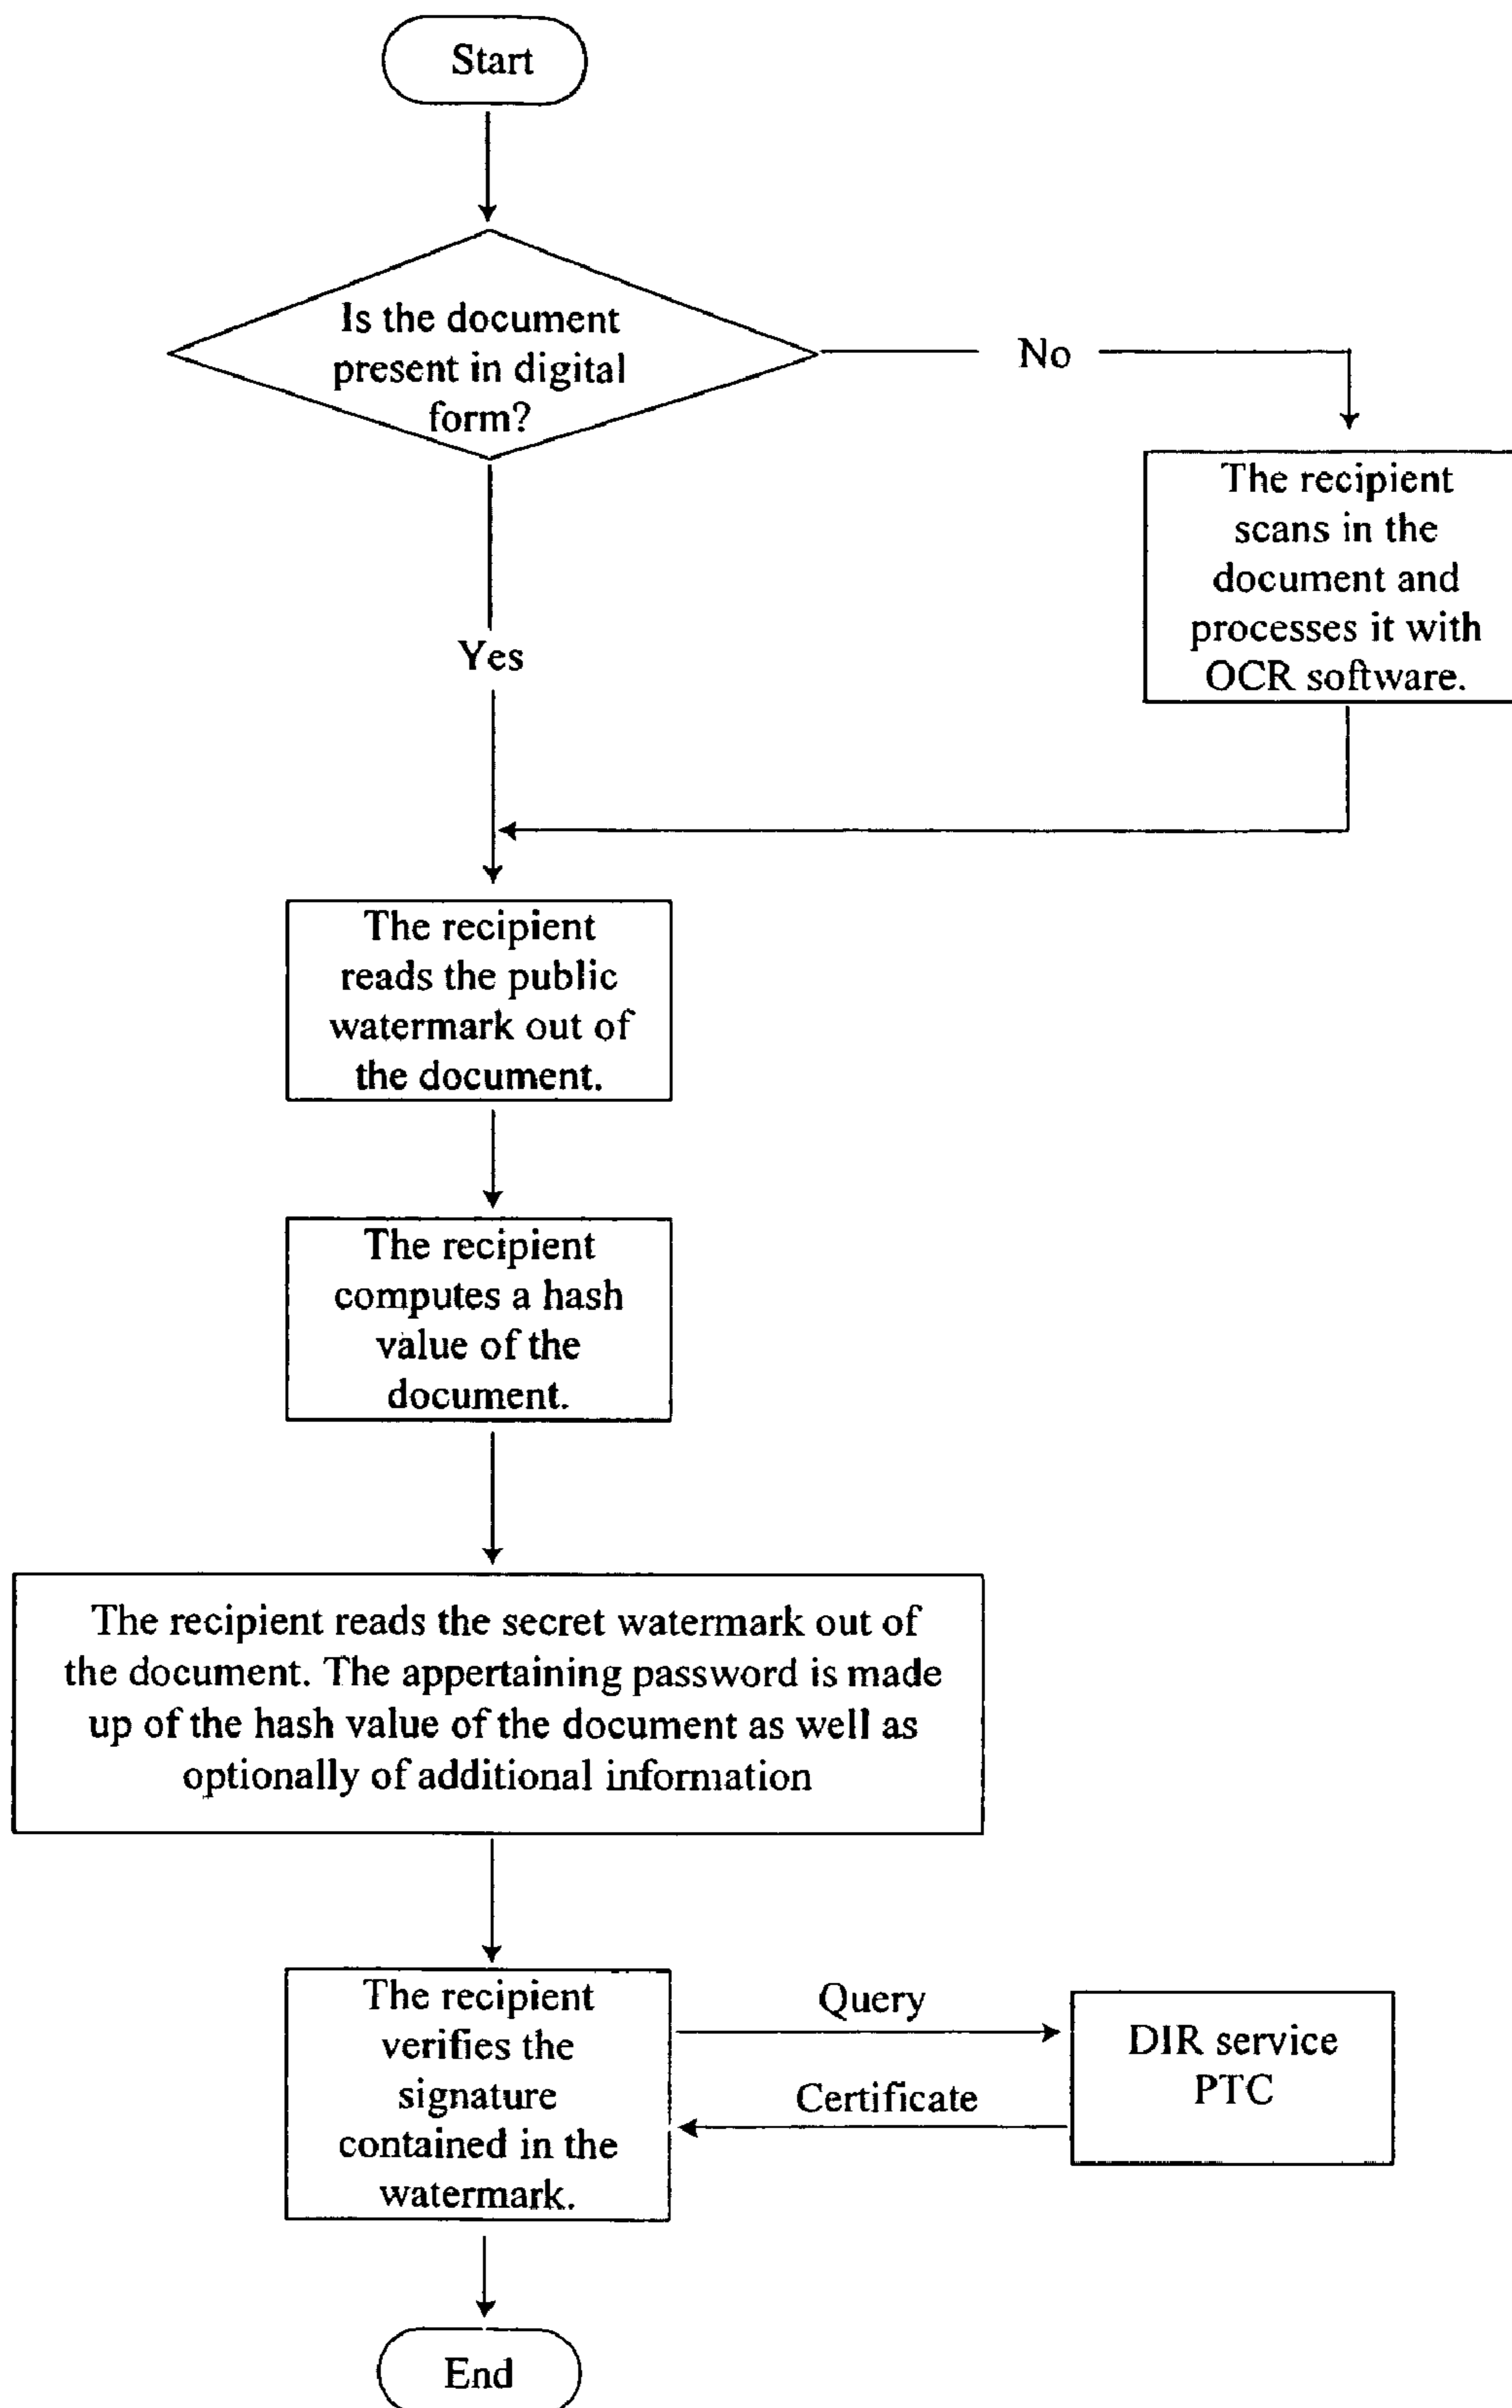 Start
Is the document
present in digital
form?
No
The recipient
scans in the
document and
processes it with
OCR software.
Yes
The recipient
reads the public
watermark out of
the document.
The recipient
computes a hash
value of the
document.
The recipient reads the secret watermark out of
the document. The appertaining password is made
up of the hash value of the document as well as
optionally of additional information
The recipient
verifies the
signature
contained in the
watermark.
Query
Certificate
DIR service
PTC
End